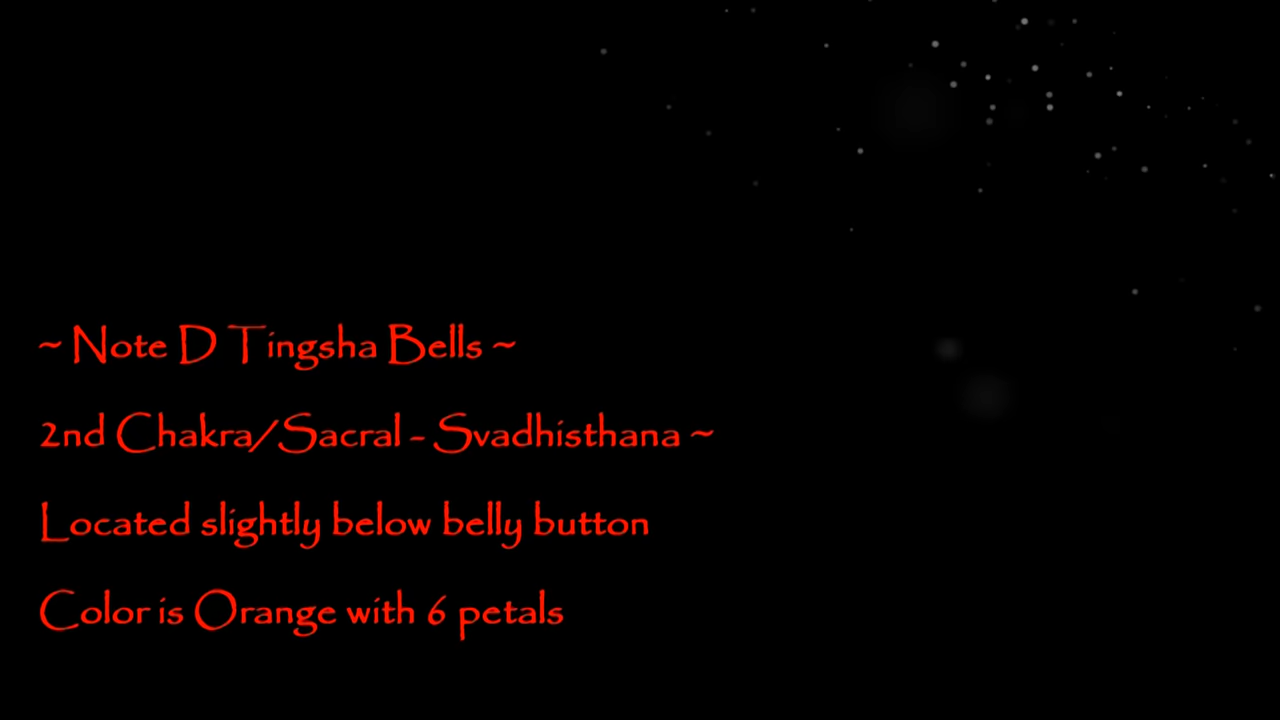 ~ Note D Tingsha Bells ~
2nd Chakra/Sacral - Svadhisthana ~
Located slightly below belly button
Color is Orange with 6 petals